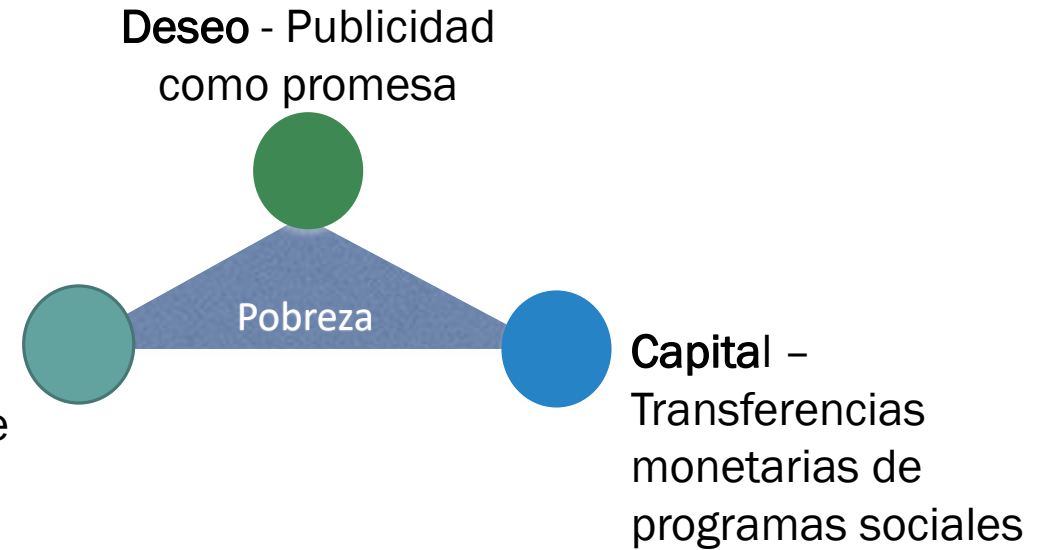 Deseo - Publicidad
como promesa
Pobreza
e
Capital –
Transferencias
monetarias de
programas sociales